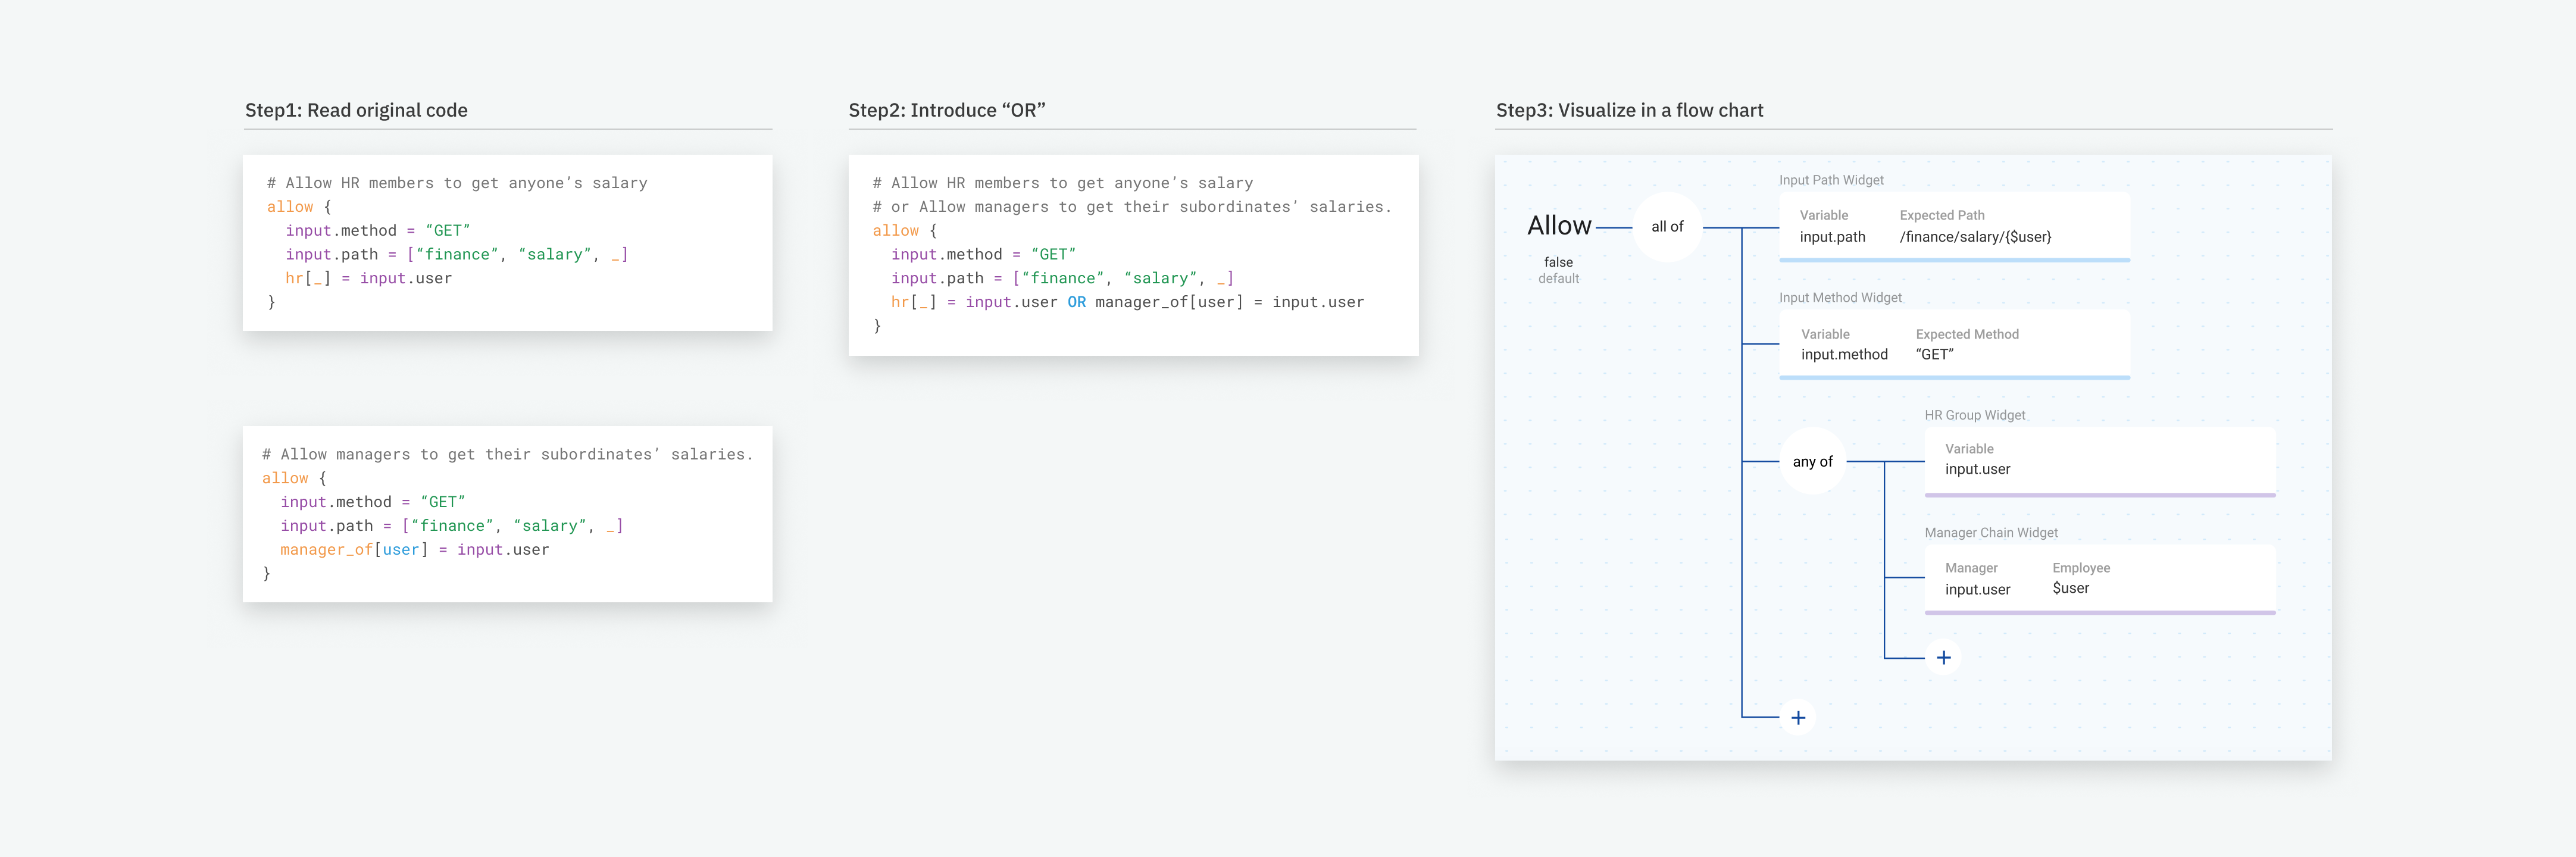 Step1: Read original code
# Allow HR members to get anyone’s salary
allow {
input.method = “GET”
input.path = [“finance”, “salary”, _]
hr[_] = input.user
}
# Allow managers to get their subordinates’ salaries.
allow {
input.method = “GET”
input.path = [“finance”, “salary”, _]
manager_of[user] = input.user
}
Step2: Introduce “OR”
# Allow HR members to get anyone’s salary
# or Allow managers to get their subordinates’ salaries.
allow {
input.method = “GET”
input.path = [“finance”, “salary”, _]
hr[_] = input.user OR manager_of[user] = input.user
}
Step3: Visualize in a flow chart
Allow
false
default
all of
Input Path Widget
Variable Expected Path
input.path /finance/salary/{$user}
Input Method Widget
Variable Expected Method
input.method “GET”
any of
HR Group Widget
Variable
input.user
Manager Chain Widget
Manager Employee
input.user $user
+
+